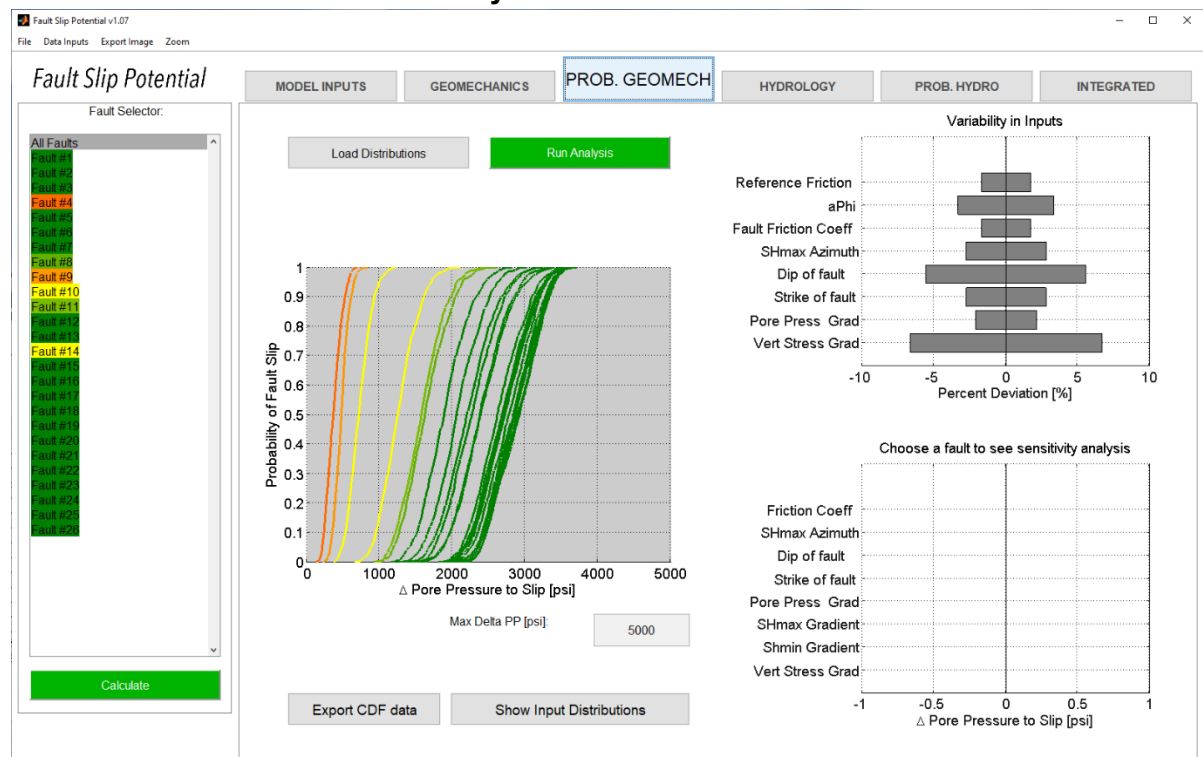 Fault Slip Potential v1.07
File Data Inputs Export Image Zoom
Fault Slip Potential
MODEL INPUTS GEOMECHANICS PROB. GEOMECH HYDROLOGY PROB. HYDRO INTEGRATED
Fault Selector:
All Faults
Fault #1
Fault #2
Fault #3
Fault #4
Fault #5
Fault #6
Fault #7
Fault #8
Fault #9
Fault #10
Fault #11
Fault #12
Fault #13
Fault #14
Fault #15
Fault #16
Fault #17
Fault #18
Fault #19
Fault #20
Fault #21
Fault #22
Fault #23
Fault #24
Fault #25
Fault #26
Calculate
Load Distributions Run Analysis
Probability of Fault Slip
1
0.9
0.8
0.7
0.6
0.5
0.4
0.3
0.2
0.1
0
0 1000 2000 3000 4000 5000
Δ Pore Pressure to Slip [psi]
Max Delta PP [psi]: 5000
Export CDF data Show Input Distributions
Variability in Inputs
Reference Friction
aPhi
Fault Friction Coeff
SHmax Azimuth
Dip of fault
Strike of fault
Pore Press Grad
Vert Stress Grad
-10 -5 0 5 10
Percent Deviation [%]
Choose a fault to see sensitivity analysis
Friction Coeff
SHmax Azimuth
Dip of fault
Strike of fault
Pore Press Grad
SHmax Gradient
Shmin Gradient
Vert Stress Grad
-1 -0.5 0 0.5 1
Δ Pore Pressure to Slip [psi]